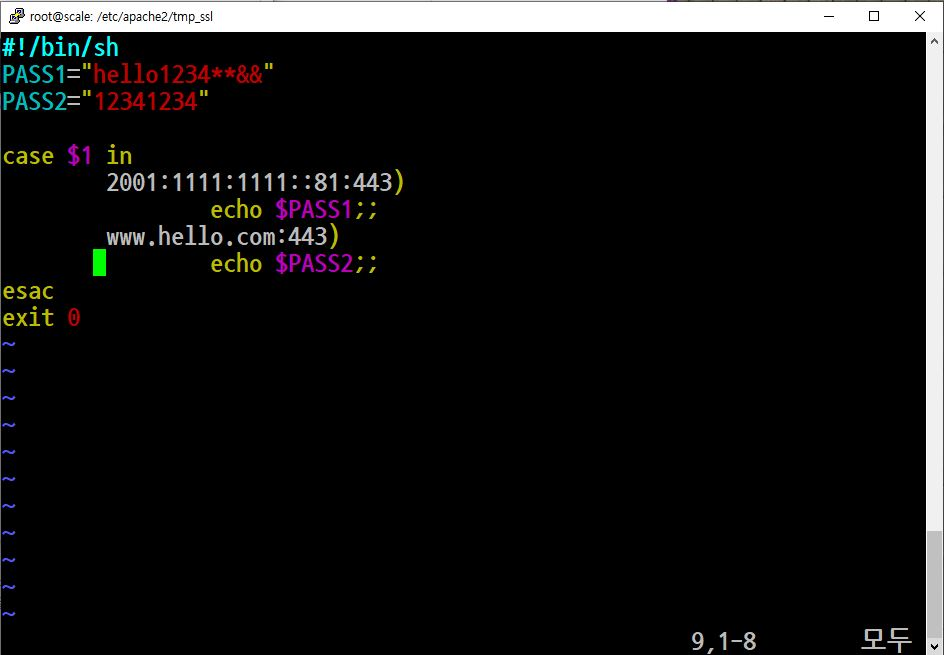 root@scale: /etc/apache2/tmp_ssl
#!/bin/sh
PASS1="hello1234**&&"
PASS2="12341234"
case $1 in
2001:1111:1111::81:443)
echo $PASS1;;
www.hello.com:443)
echo $PASS2;;
esac
exit 0
~
~
~
~
~
~
~
~
~
~
~
9,1-8 모두